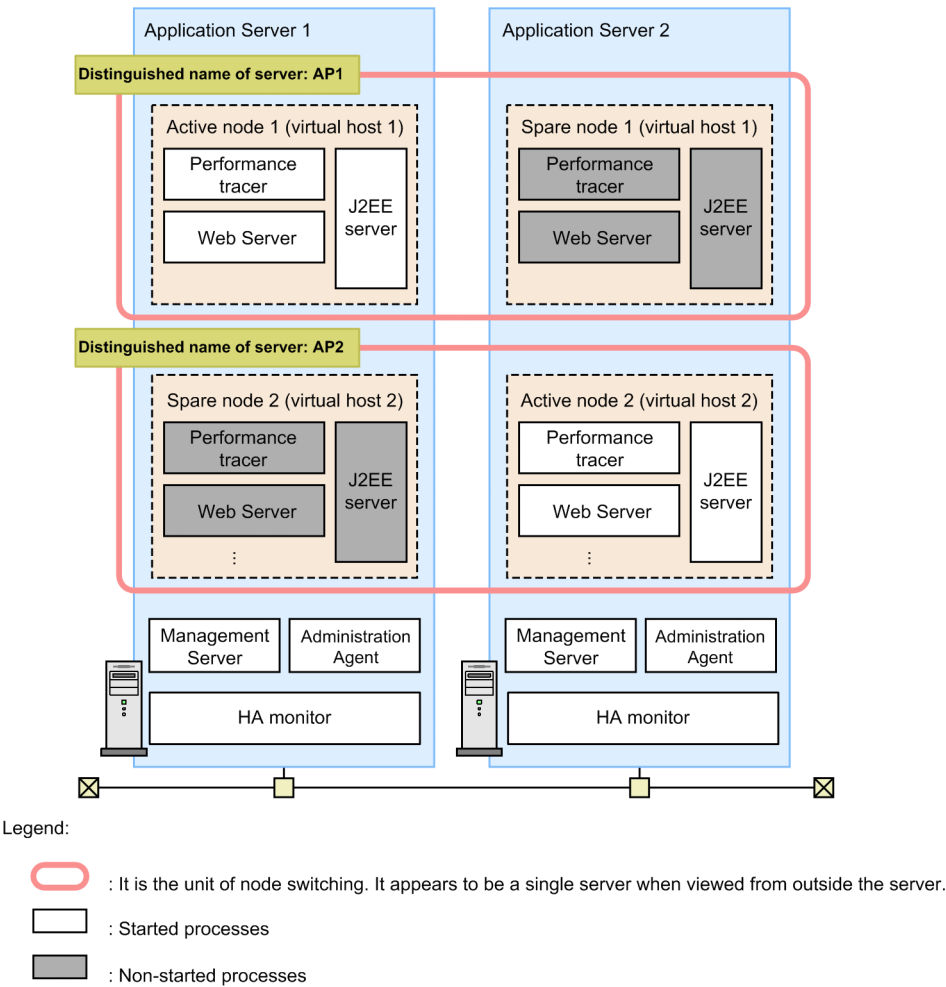 Application Server 1
Application Server 2
Distinguished name of server: AP1
Active node 1 (virtual host 1)
Performance
tracer
Web Server
J2EE
server
Spare node 1 (virtual host 1)
Performance
tracer
Web Server
J2EE
server
Distinguished name of server: AP2
Spare node 2 (virtual host 2)
Performance
tracer
Web Server
J2EE
server
⋮
Active node 2 (virtual host 2)
Performance
tracer
Web Server
J2EE
server
⋮
Management
Server
Administration
Agent
HA monitor
Management
Server
Administration
Agent
HA monitor
Legend:
: It is the unit of node switching. It appears to be a single server when viewed from outside the server.
: Started processes
: Non-started processes